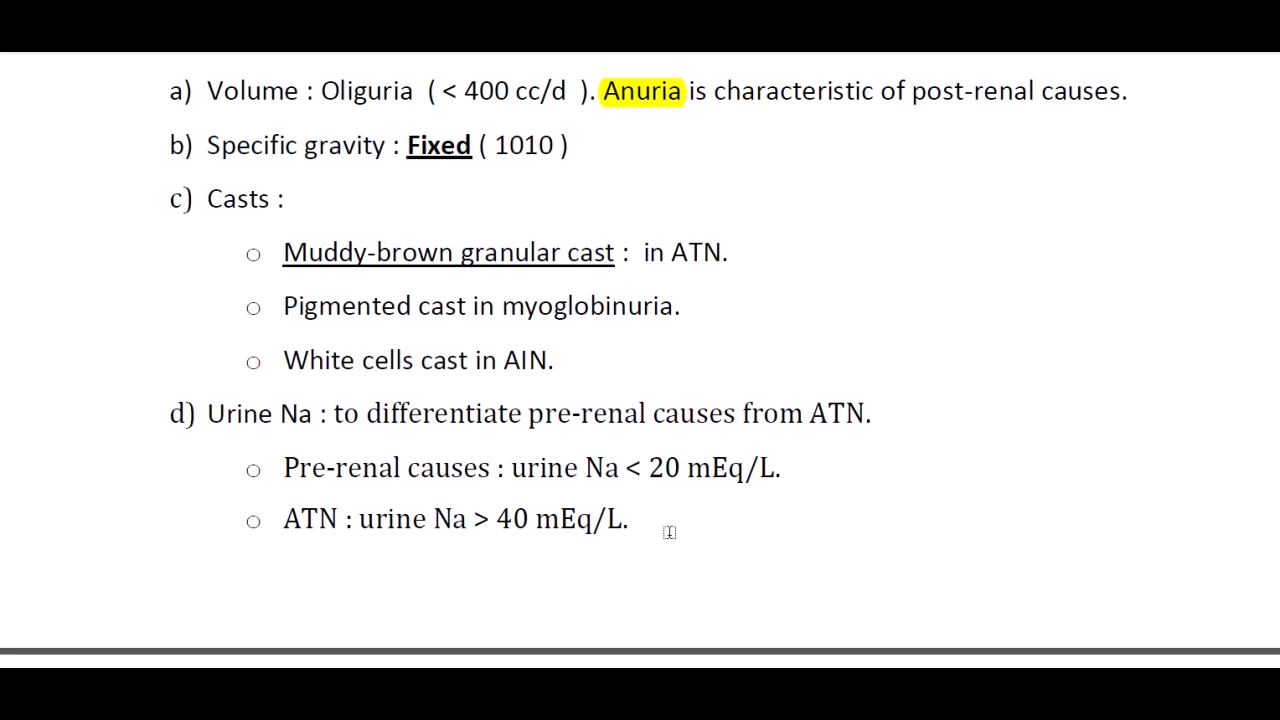 a) Volume : Oliguria ( < 400 cc/d ). Anuria is characteristic of post-renal causes.
b) Specific gravity : Fixed ( 1010 )
c) Casts :
○ Muddy-brown granular cast : in ATN.
○ Pigmented cast in myoglobinuria.
○ White cells cast in AIN.
d) Urine Na : to differentiate pre-renal causes from ATN.
○ Pre-renal causes : urine Na < 20 mEq/L.
○ ATN : urine Na > 40 mEq/L.